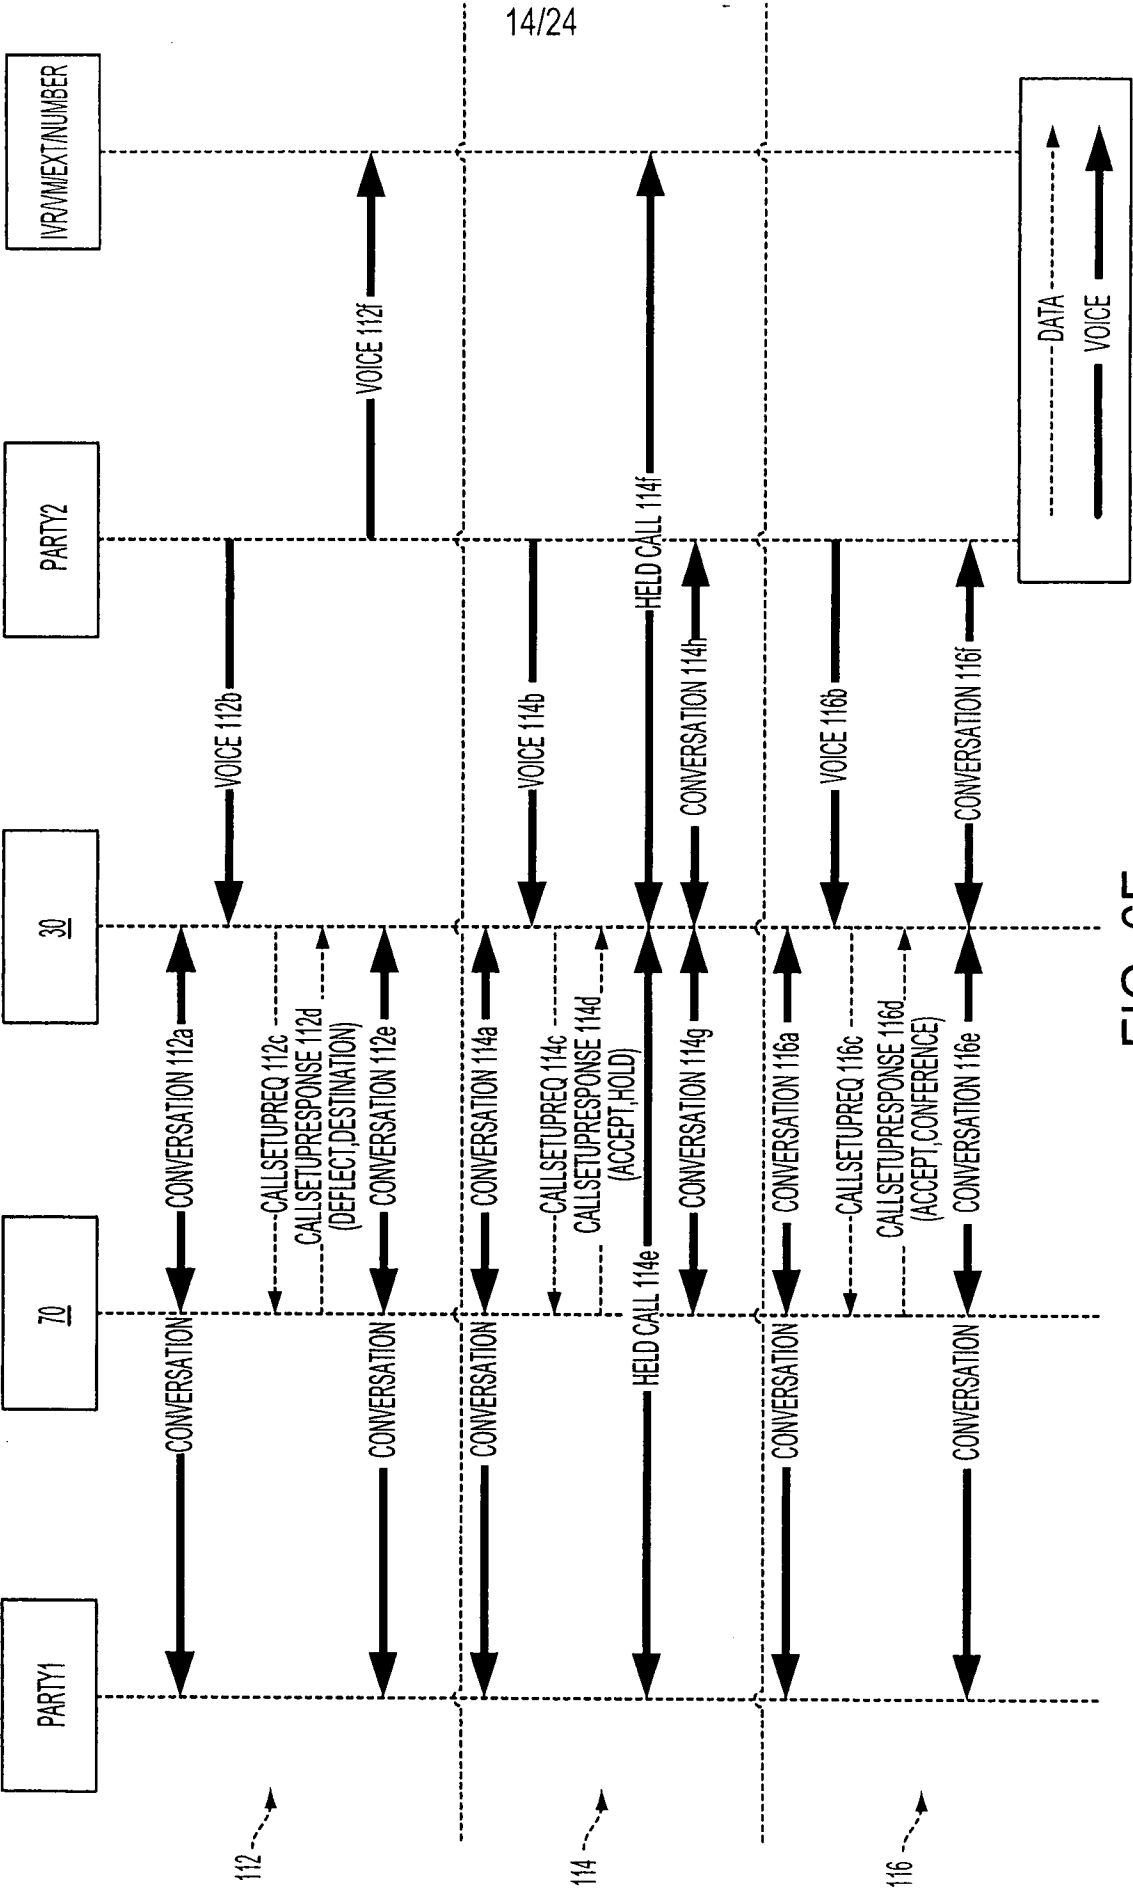 14/24
PARTY1
70
30
PARTY2
IVR/VM/EXT/NUMBER
112
CONVERSATION
CONVERSATION 112a
VOICE 112b
CALLSETUPREQ 112c
CALLSETUPRESPONSE 112d
(DEFLECT,DESTINATION)
VOICE 112f
CONVERSATION
CONVERSATION 112e
114
CONVERSATION
CONVERSATION 114a
VOICE 114b
CALLSETUPREQ 114c
CALLSETUPRESPONSE 114d
(ACCEPT,HOLD)
HELD CALL 114e
HELD CALL 114f
CONVERSATION 114g
CONVERSATION 114h
116
CONVERSATION
CONVERSATION 116a
VOICE 116b
CALLSETUPREQ 116c
CALLSETUPRESPONSE 116d
(ACCEPT,CONFERENCE)
CONVERSATION
CONVERSATION 116e
CONVERSATION 116f
DATA
VOICE